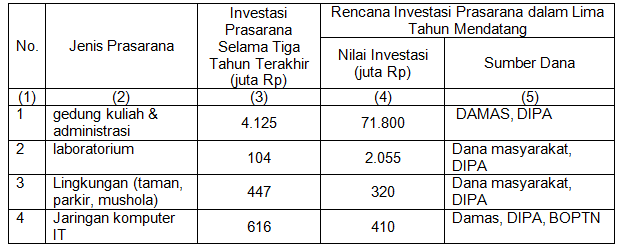 No.
Jenis Prasarana
Investasi
Prasarana
Selama Tiga
Tahun Terakhir
(juta Rp)
Rencana Investasi Prasarana dalam Lima
Tahun Mendatang
Nilai Investasi
(juta Rp)
Sumber Dana
(1) (2) (3) (4) (5)
1 gedung kuliah &
administrasi
4.125 71.800 DAMAS, DIPA
2 laboratorium 104 2.055 Dana masyarakat,
DIPA
3 Lingkungan (taman,
parkir, mushola)
447 320 Dana masyarakat,
DIPA
4 Jaringan komputer
IT
616 410 Damas, DIPA, BOPTN